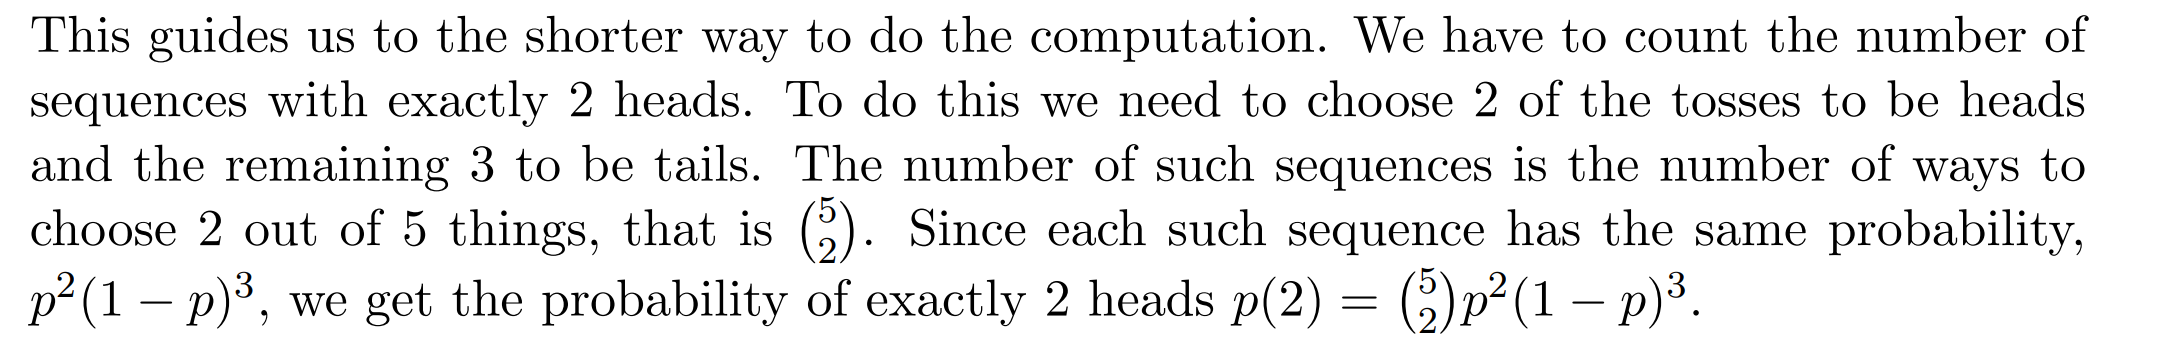 This guides us to the shorter way to do the computation. We have to count the number of
sequences with exactly 2 heads. To do this we need to choose 2 of the tosses to be heads
and the remaining 3 to be tails. The number of such sequences is the number of ways to
choose 2 out of 5 things, that is $\binom{5}{2}$. Since each such sequence has the same probability,
$p^2(1-p)^3$, we get the probability of exactly 2 heads $p(2) = \binom{5}{2}p^2(1-p)^3$.